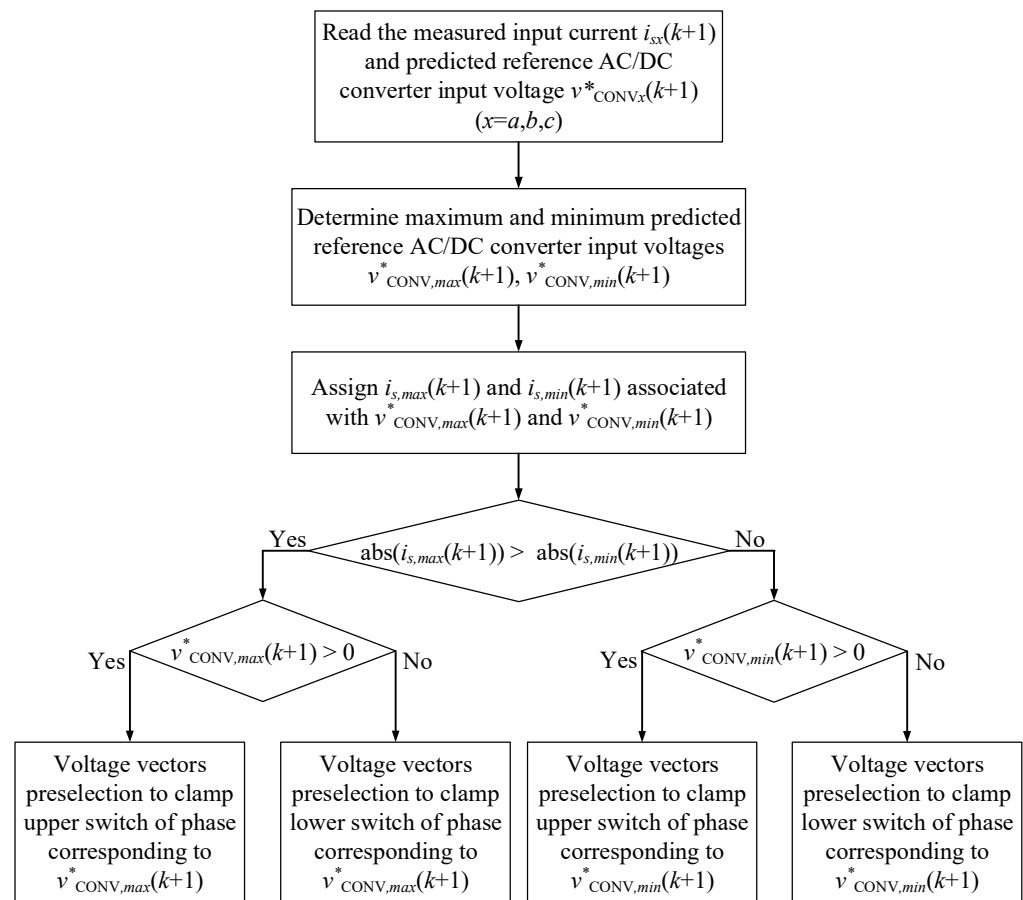 Read the measured input current i_sx(k+1)
and predicted reference AC/DC
converter input voltage v*_CONVx(k+1)
(x=a,b,c)
Determine maximum and minimum predicted
reference AC/DC converter input voltages
v*_CONV,max(k+1), v*_CONV,min(k+1)
Assign i_s,max(k+1) and i_s,min(k+1) associated
with v*_CONV,max(k+1) and v*_CONV,min(k+1)
Yes
abs(i_s,max(k+1)) > abs(i_s,min(k+1))
No
Yes
v*_CONV,max(k+1) > 0
No
Yes
v*_CONV,min(k+1) > 0
No
Voltage vectors
preselection to clamp
upper switch of phase
corresponding to
v*_CONV,max(k+1)
Voltage vectors
preselection to clamp
lower switch of phase
corresponding to
v*_CONV,max(k+1)
Voltage vectors
preselection to clamp
upper switch of phase
corresponding to
v*_CONV,min(k+1)
Voltage vectors
preselection to clamp
lower switch of phase
corresponding to
v*_CONV,min(k+1)